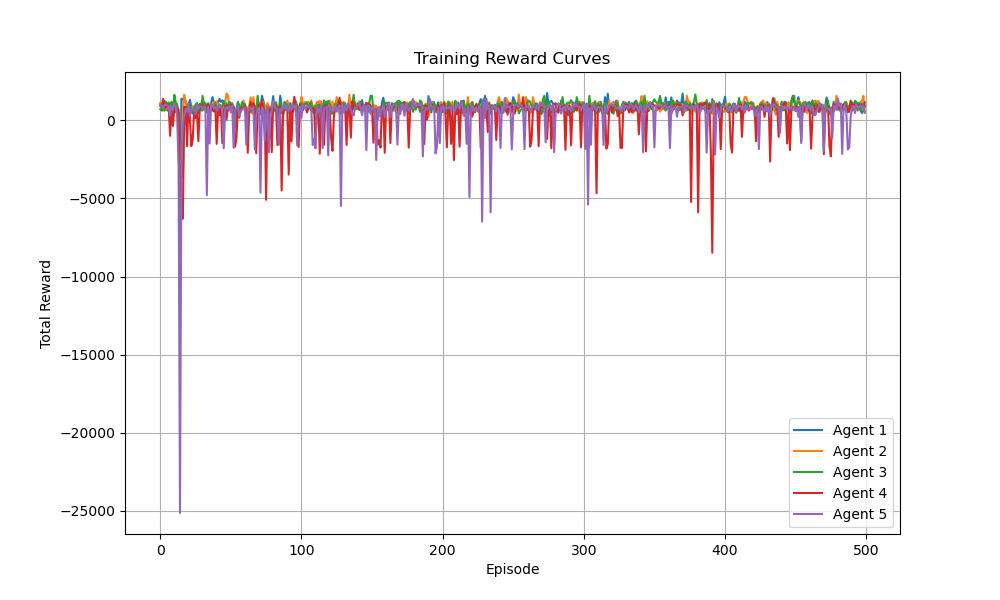 Training Reward Curves
Total Reward
0
−5000
−10000
−15000
−20000
−25000
0 100 200 300 400 500
Episode
Agent 1
Agent 2
Agent 3
Agent 4
Agent 5